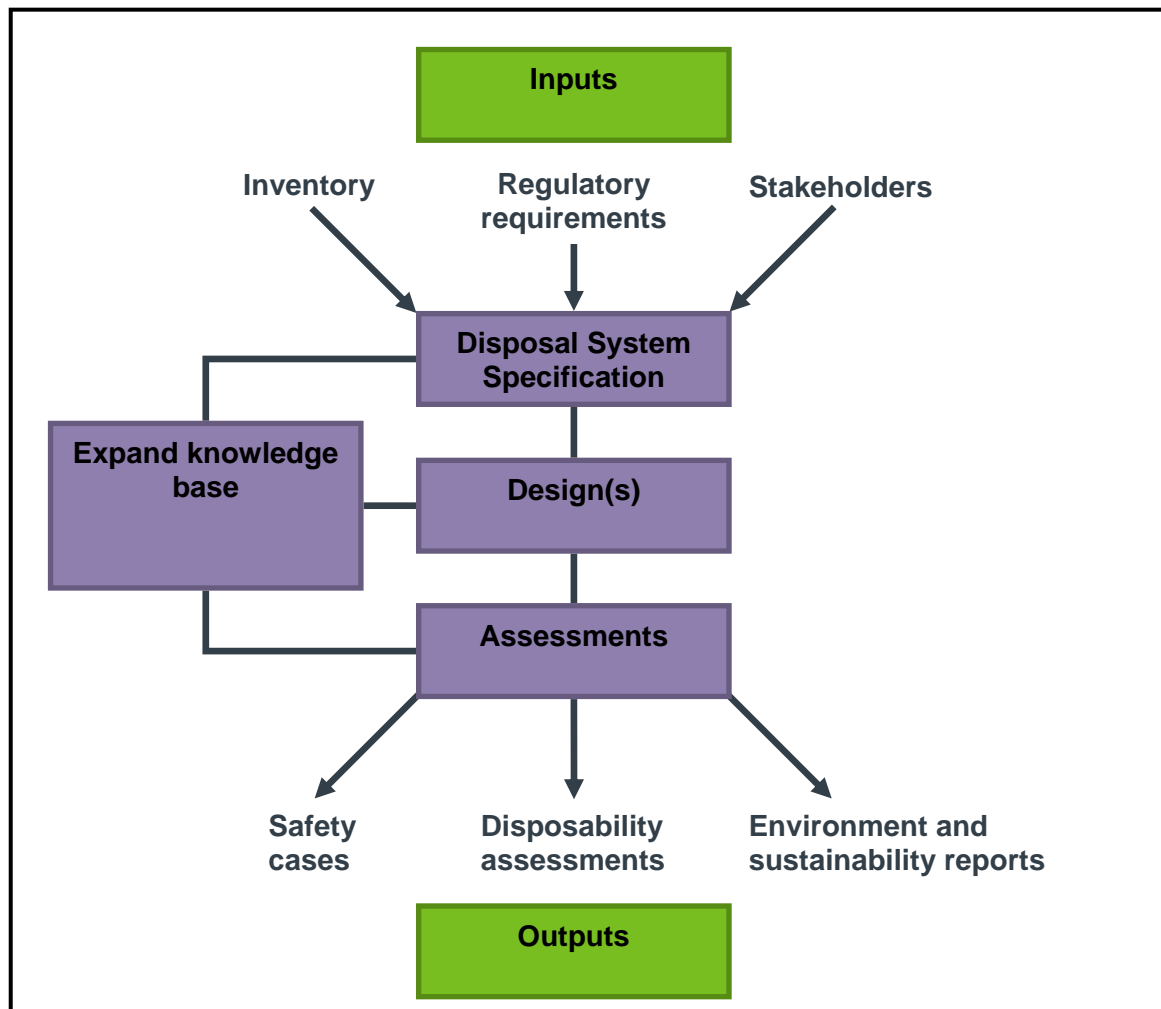 Inputs
Inventory
Regulatory
requirements
Stakeholders
Disposal System
Specification
Expand knowledge
base
Design(s)
Assessments
Safety
cases
Disposability
assessments
Environment and
sustainability reports
Outputs